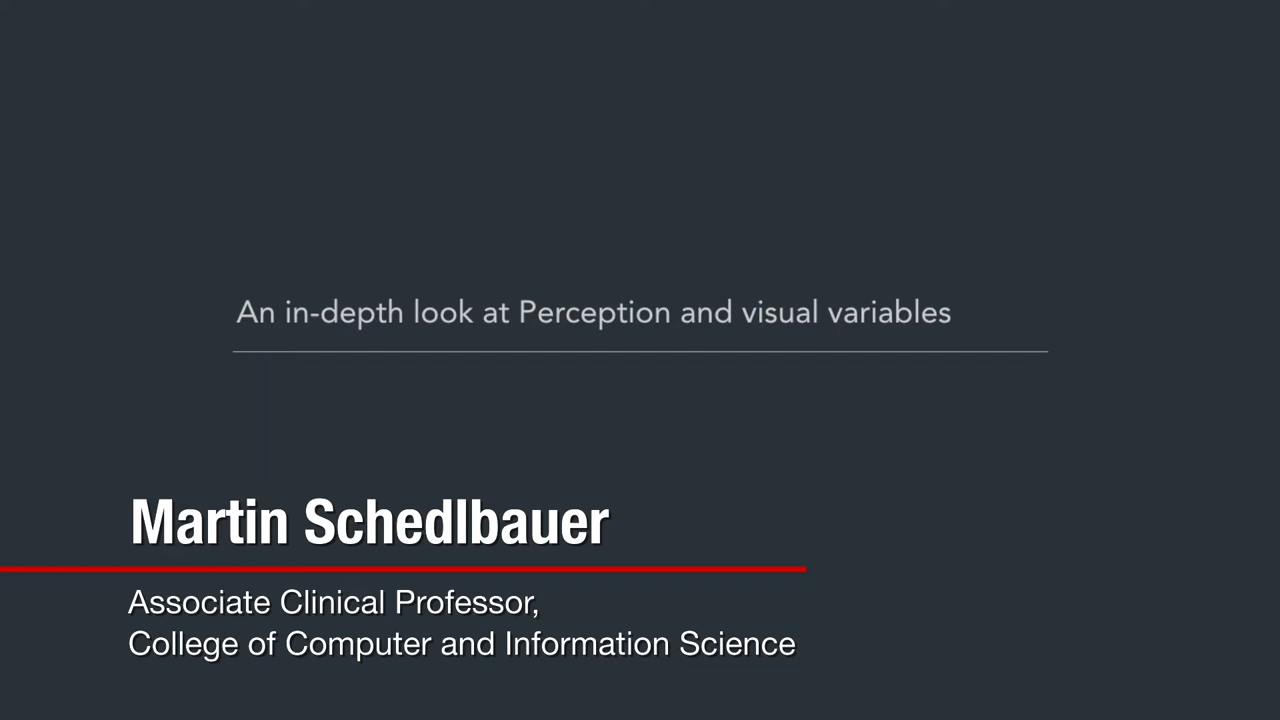 An in-depth look at Perception and visual variables
Martin Schedlbauer
Associate Clinical Professor,
College of Computer and Information Science